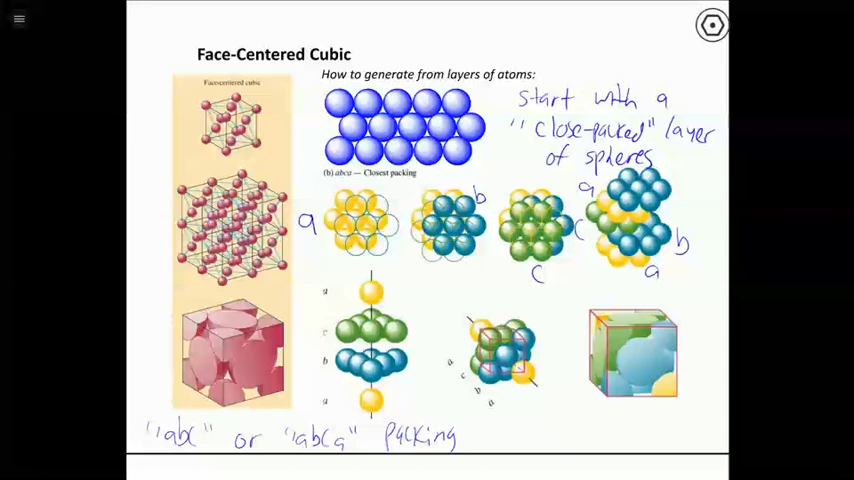 Face-Centered Cubic
Face-centered cubic
How to generate from layers of atoms:
start with a
"close-packed" layer
of spheres
(b) abca — Closest packing
a
b
c
c
a
b
a
a
c
b
a
a
c
b
a
"abc" or "abca" packing